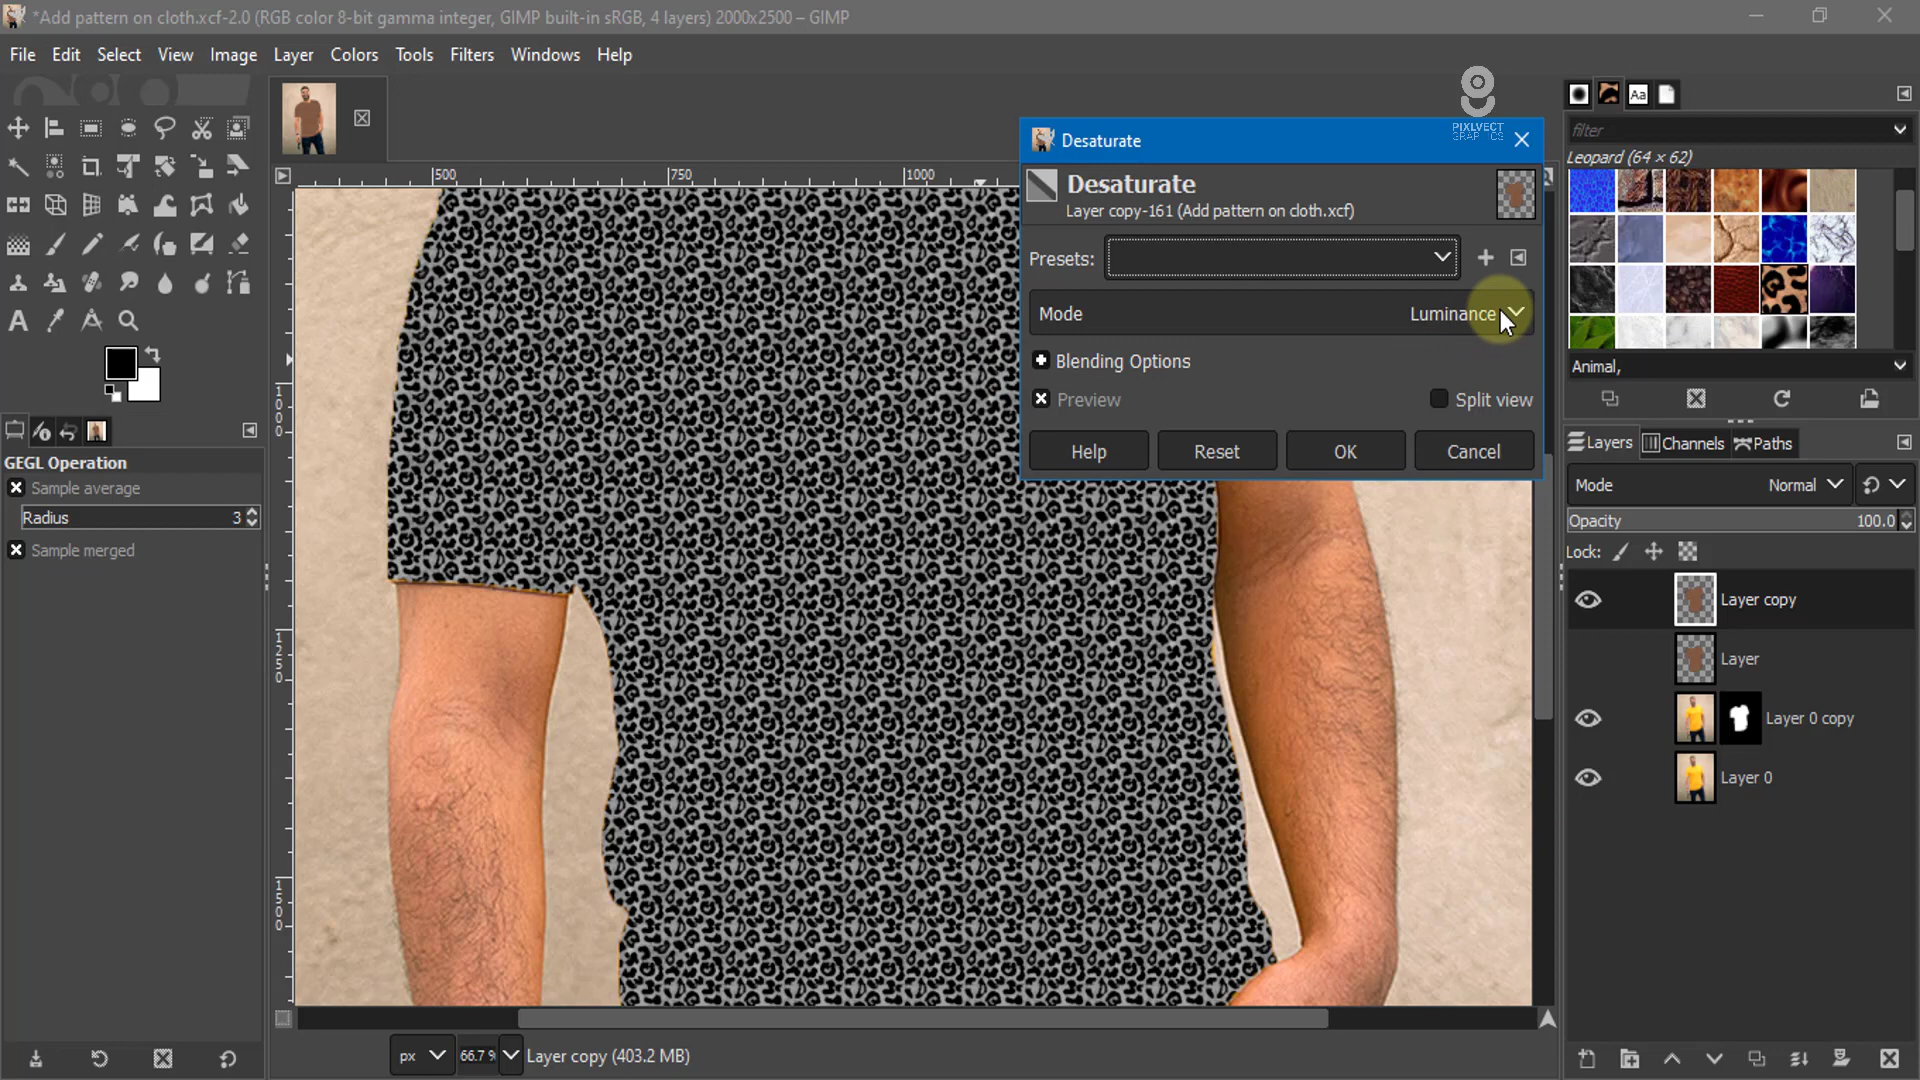 *Add pattern on cloth.xcf-2.0 (RGB color 8-bit gamma integer, GIMP built-in sRGB, 4 layers) 2000x2500 – GIMP
File Edit Select View Image Layer Colors Tools Filters Windows Help
PIXLVECT
GRAPHICS
filter
Leopard (64 × 62)
Animal,
500 750 1000
1000
1250
1500
Desaturate
Desaturate
Layer copy-161 (Add pattern on cloth.xcf)
Presets:
Mode Luminance
Blending Options
Preview Split view
Help Reset OK Cancel
GEGL Operation
Sample average
Radius 3
Sample merged
Layers Channels Paths
Mode Normal
Opacity 100.0
Lock:
Layer copy
Layer
Layer 0 copy
Layer 0
px 66.7 % Layer copy (403.2 MB)